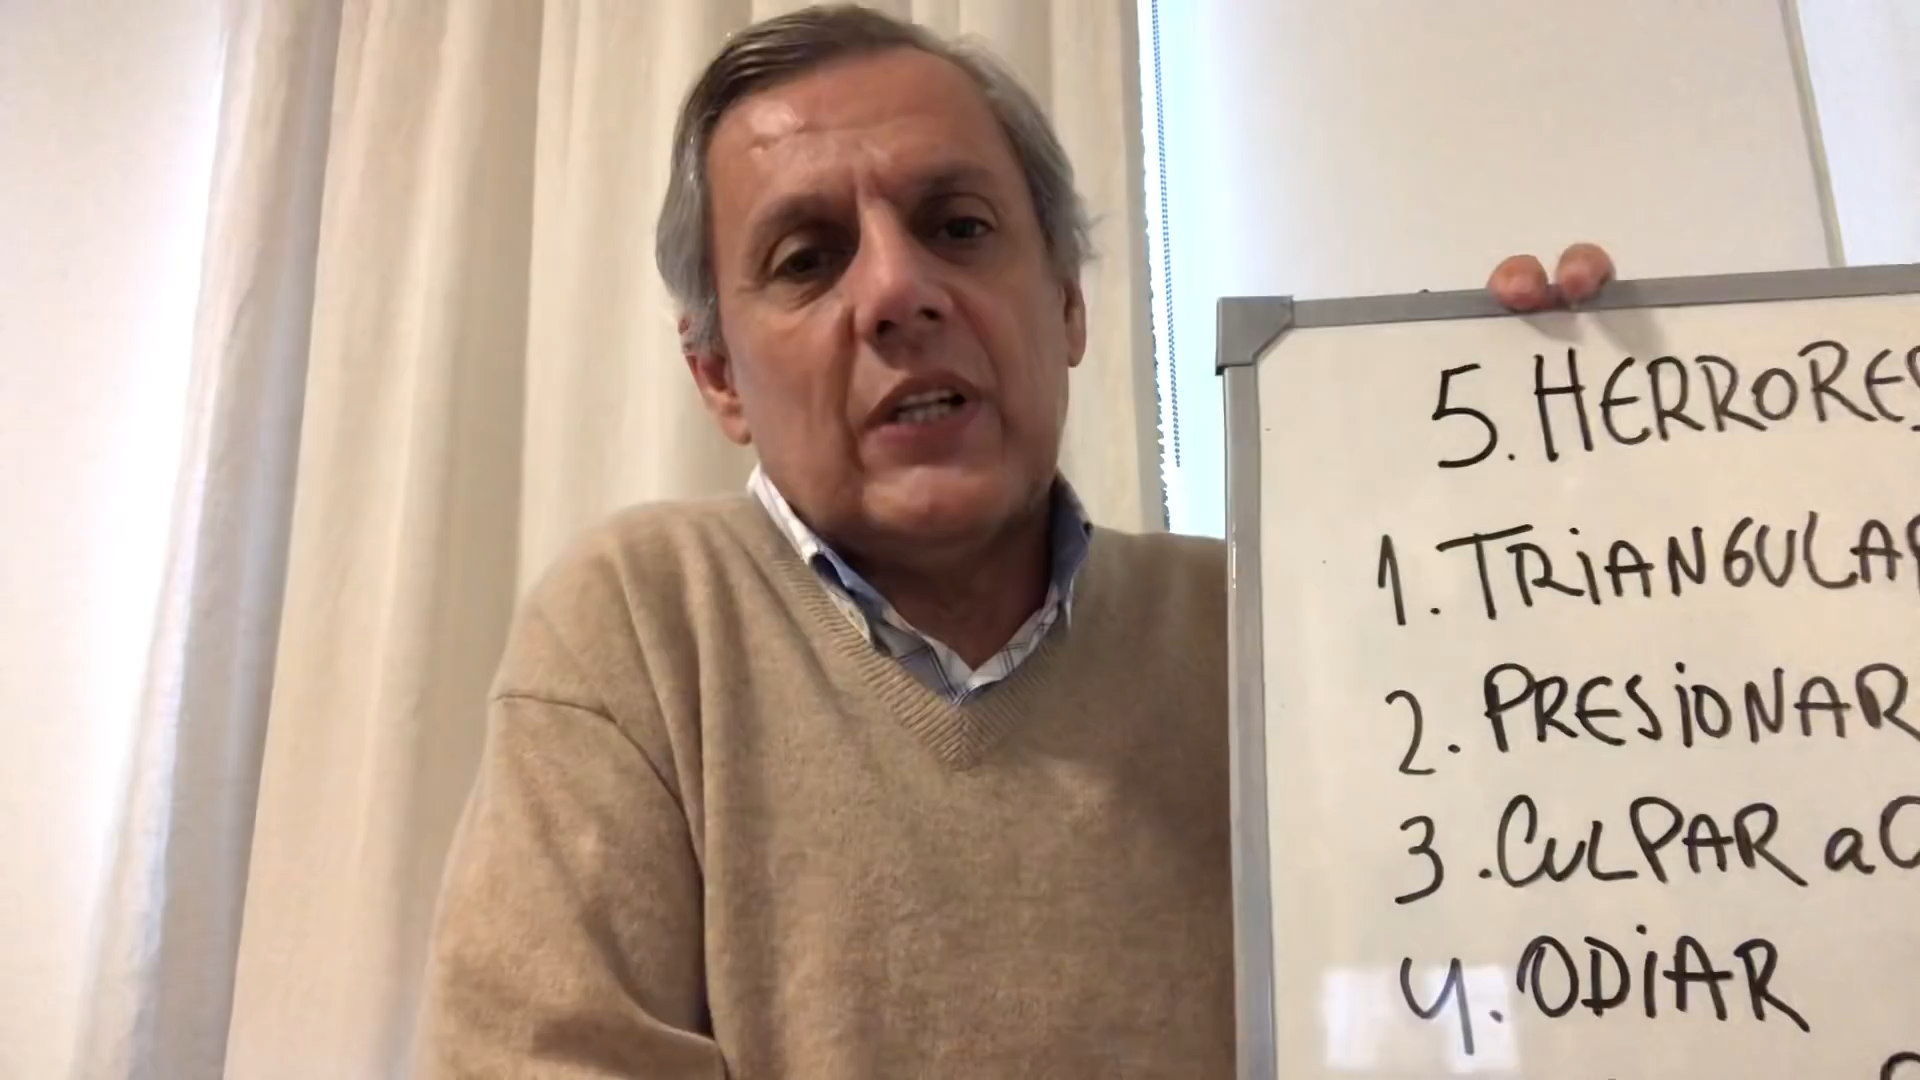 5. HERRORES
1. TRiANGULAR
2. PRESiONAR
3. CULPAR a
4. ODiAR